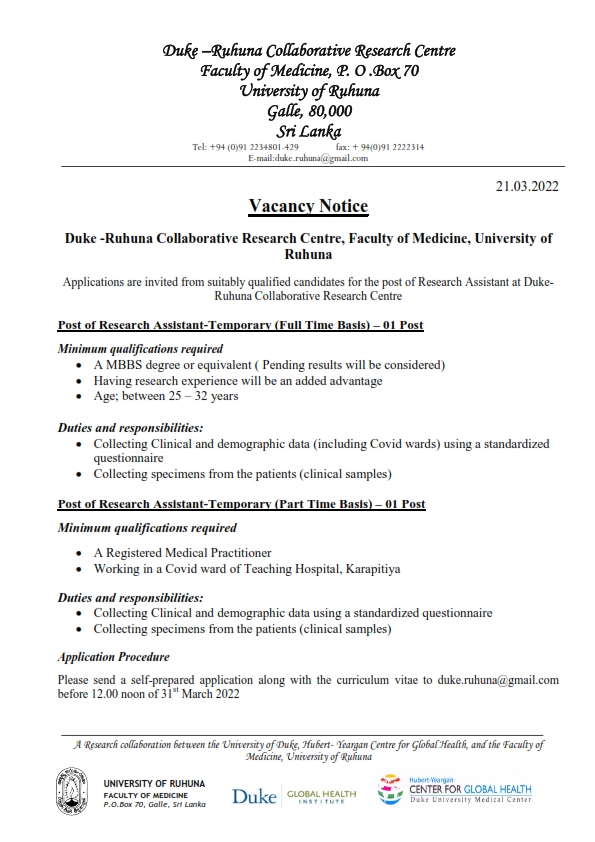 Duke –Ruhuna Collaborative Research Centre
Faculty of Medicine, P. O .Box 70
University of Ruhuna
Galle, 80,000
Sri Lanka
Tel: +94 (0)91 2234801-429 fax: + 94(0)91 2222314
E-mail:duke.ruhuna@gmail.com
21.03.2022
Vacancy Notice
Duke -Ruhuna Collaborative Research Centre, Faculty of Medicine, University of
Ruhuna
Applications are invited from suitably qualified candidates for the post of Research Assistant at Duke-
Ruhuna Collaborative Research Centre
Post of Research Assistant-Temporary (Full Time Basis) – 01 Post
Minimum qualifications required
• A MBBS degree or equivalent ( Pending results will be considered)
• Having research experience will be an added advantage
• Age; between 25 – 32 years
Duties and responsibilities:
• Collecting Clinical and demographic data (including Covid wards) using a standardized
questionnaire
• Collecting specimens from the patients (clinical samples)
Post of Research Assistant-Temporary (Part Time Basis) – 01 Post
Minimum qualifications required
• A Registered Medical Practitioner
• Working in a Covid ward of Teaching Hospital, Karapitiya
Duties and responsibilities:
• Collecting Clinical and demographic data using a standardized questionnaire
• Collecting specimens from the patients (clinical samples)
Application Procedure
Please send a self-prepared application along with the curriculum vitae to duke.ruhuna@gmail.com
before 12.00 noon of 31st March 2022
A Research collaboration between the University of Duke, Hubert- Yeargan Centre for Global Health, and the Faculty of
Medicine, University of Ruhuna
UNIVERSITY OF RUHUNA
FACULTY OF MEDICINE
P.O.Box 70, Galle, Sri Lanka
Duke GLOBAL HEALTH
INSTITUTE
Hubert-Yeargan
CENTER FOR GLOBAL HEALTH
Duke University Medical Center